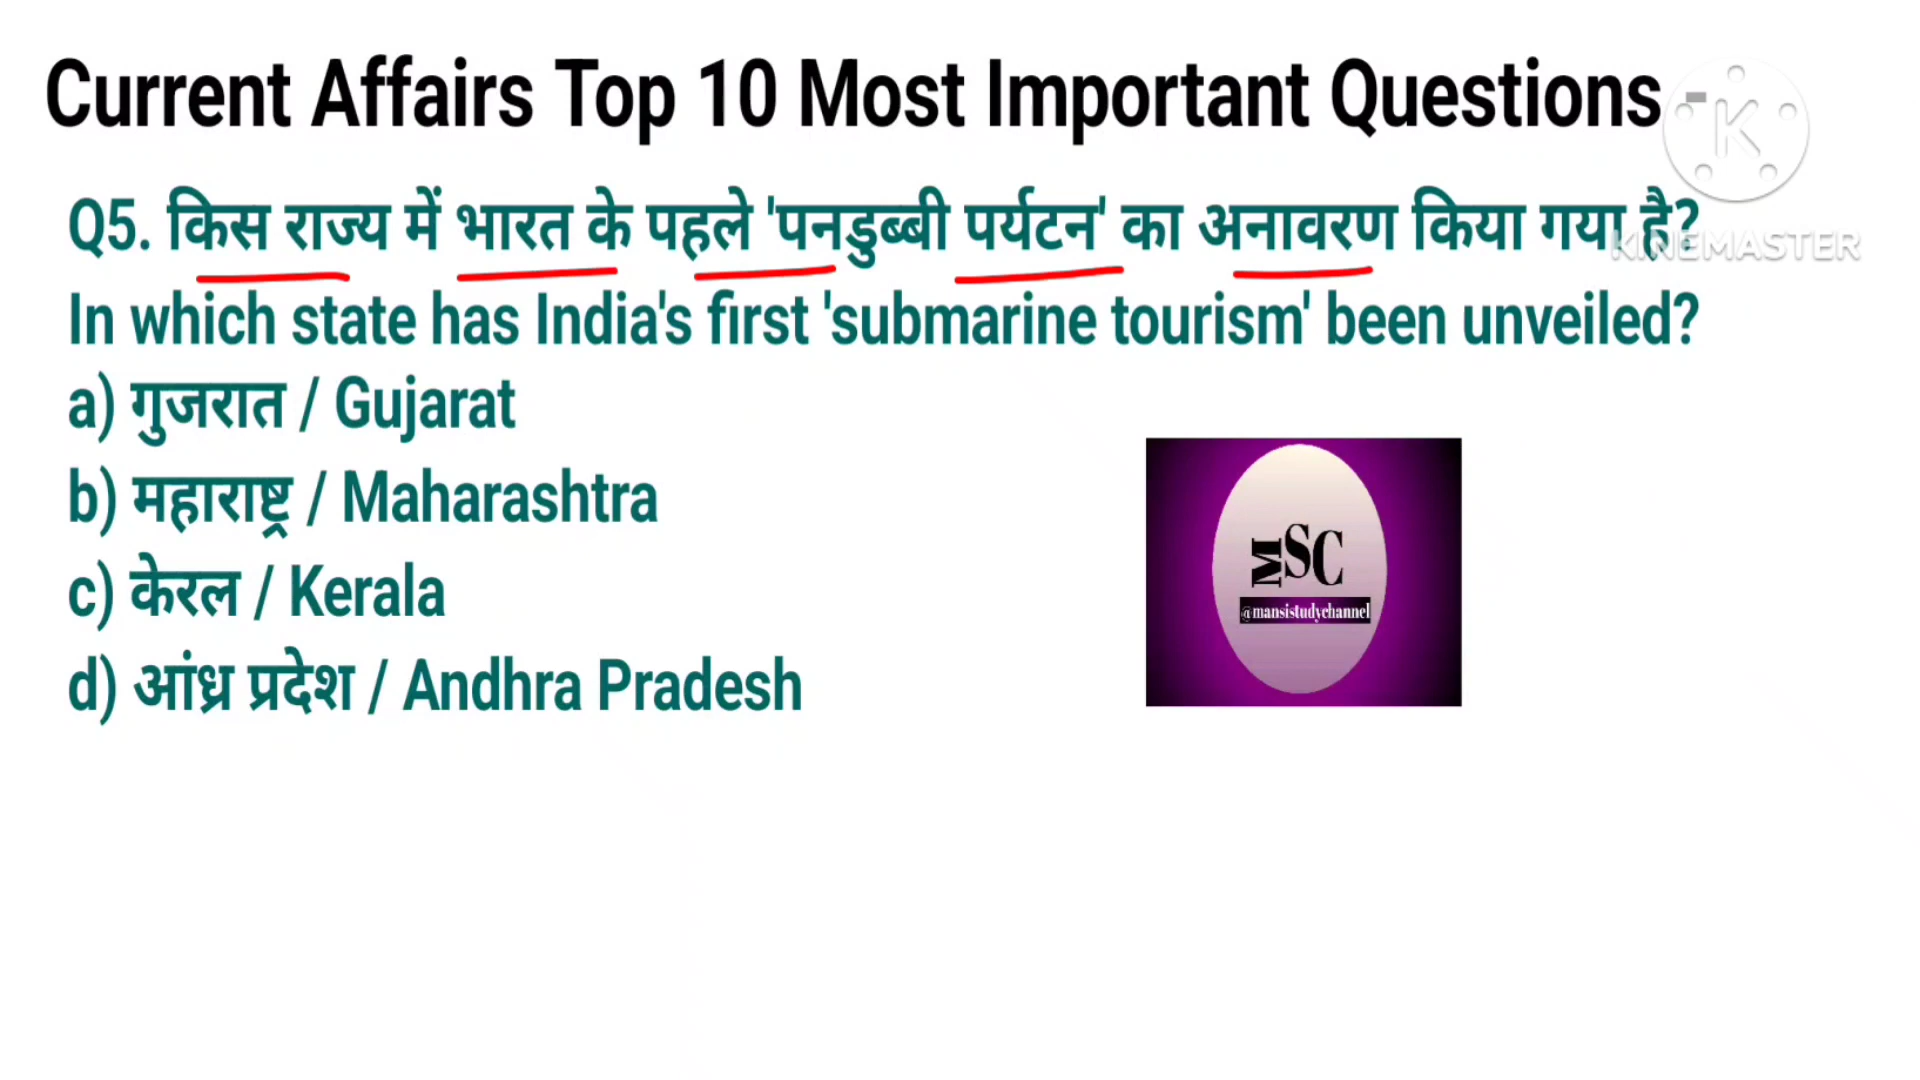 Current Affairs Top 10 Most Important Questions -
Q5. किस राज्य में भारत के पहले 'पनडुब्बी पर्यटन' का अनावरण किया गया है?
In which state has India's first 'submarine tourism' been unveiled?
a) गुजरात / Gujarat
b) महाराष्ट्र / Maharashtra
c) केरल / Kerala
d) आंध्र प्रदेश / Andhra Pradesh
K
KINEMASTER
MSC
@mansistudychannel